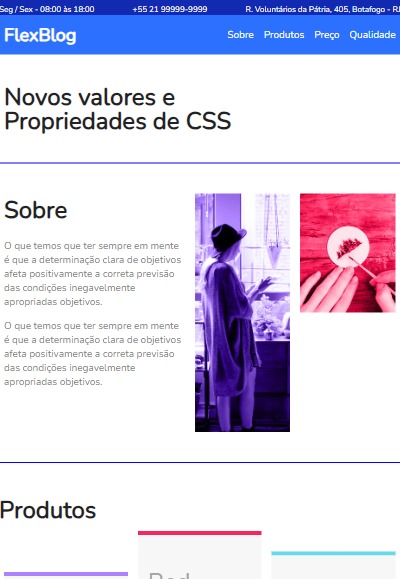 Seg / Sex - 08:00 às 18:00 +55 21 99999-9999 R. Voluntários da Pátria, 405, Botafogo - RJ
FlexBlog Sobre Produtos Preço Qualidade
Novos valores e
Propriedades de CSS
Sobre
O que temos que ter sempre em mente
é que a determinação clara de objetivos
afeta positivamente a correta previsão
das condições inegavelmente
apropriadas objetivos.
O que temos que ter sempre em mente
é que a determinação clara de objetivos
afeta positivamente a correta previsão
das condições inegavelmente
apropriadas objetivos.
Produtos